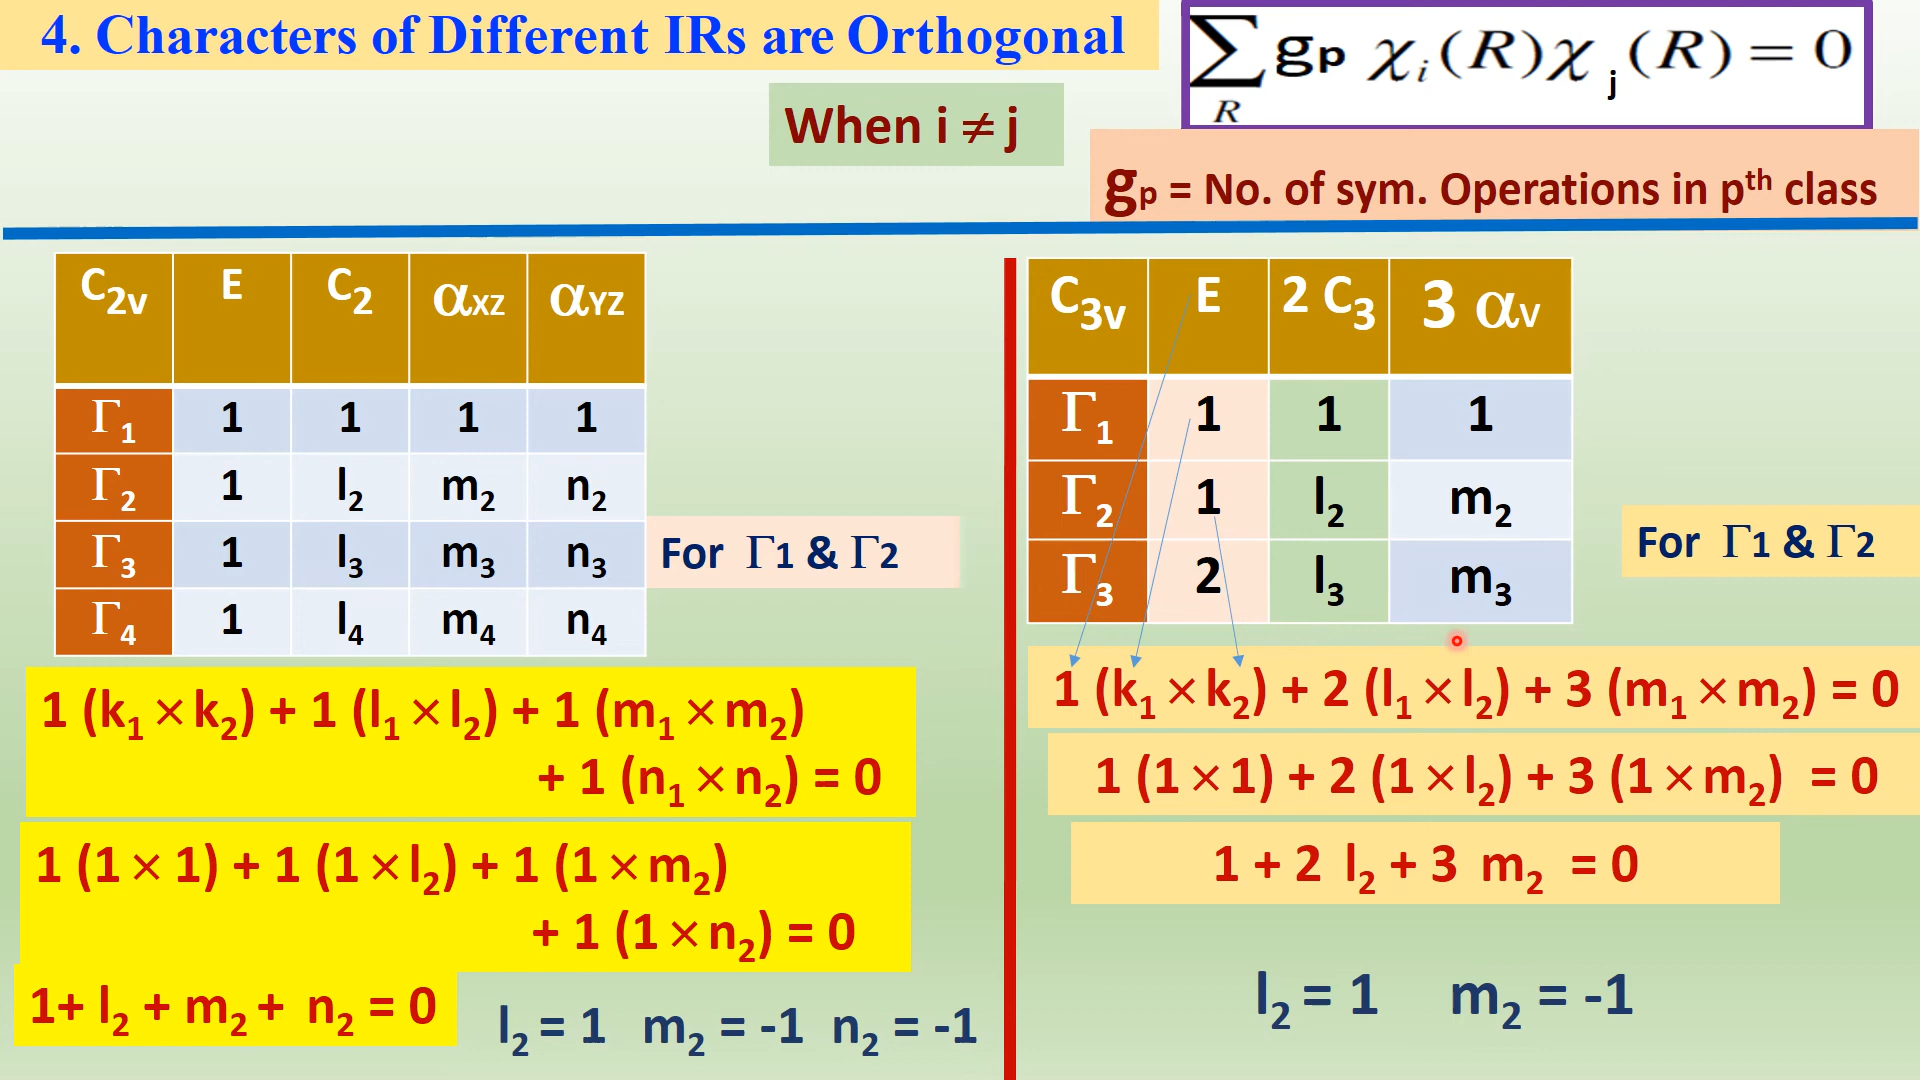 4. Characters of Different IRs are Orthogonal
∑ gₚ χᵢ(R)χ ⱼ (R) = 0
R
When i ≠ j
gₚ = No. of sym. Operations in pᵗʰ class
C₂ᵥ E C₂ αXZ αYZ
Γ₁ 1 1 1 1
Γ₂ 1 l₂ m₂ n₂
Γ₃ 1 l₃ m₃ n₃
Γ₄ 1 l₄ m₄ n₄
For Γ1 & Γ2
1 (k₁ × k₂) + 1 (l₁ × l₂) + 1 (m₁ × m₂)
+ 1 (n₁ × n₂) = 0
1 (1 × 1) + 1 (1 × l₂) + 1 (1 × m₂)
+ 1 (1 × n₂) = 0
1+ l₂ + m₂ + n₂ = 0
l₂ = 1 m₂ = -1 n₂ = -1
C₃ᵥ E 2 C₃ 3 αV
Γ₁ 1 1 1
Γ₂ 1 l₂ m₂
Γ₃ 2 l₃ m₃
For Γ1 & Γ2
1 (k₁ × k₂) + 2 (l₁ × l₂) + 3 (m₁ × m₂) = 0
1 (1 × 1) + 2 (1 × l₂) + 3 (1 × m₂) = 0
1 + 2 l₂ + 3 m₂ = 0
l₂ = 1 m₂ = -1